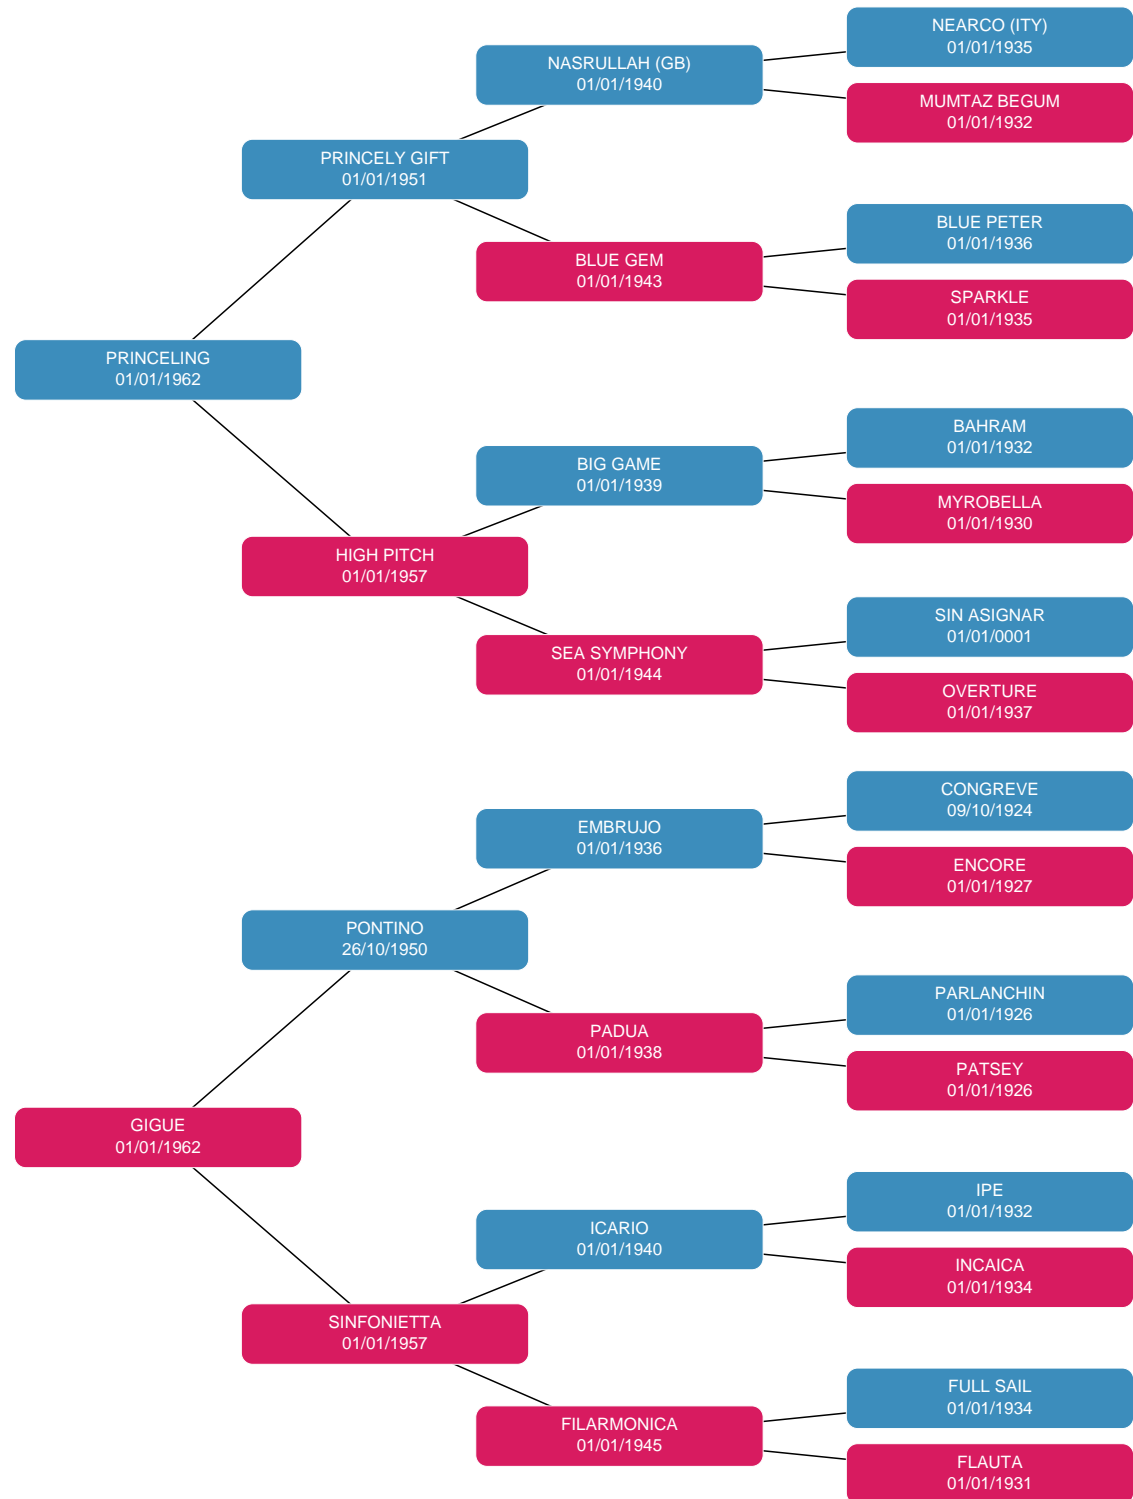 NEARCO (ITY)
01/01/1935
NASRULLAH (GB)
01/01/1940
MUMTAZ BEGUM
01/01/1932
PRINCELY GIFT
01/01/1951
BLUE PETER
01/01/1936
BLUE GEM
01/01/1943
SPARKLE
01/01/1935
PRINCELING
01/01/1962
BAHRAM
01/01/1932
BIG GAME
01/01/1939
MYROBELLA
01/01/1930
HIGH PITCH
01/01/1957
SIN ASIGNAR
01/01/0001
SEA SYMPHONY
01/01/1944
OVERTURE
01/01/1937
CONGREVE
09/10/1924
EMBRUJO
01/01/1936
ENCORE
01/01/1927
PONTINO
26/10/1950
PARLANCHIN
01/01/1926
PADUA
01/01/1938
PATSEY
01/01/1926
GIGUE
01/01/1962
IPE
01/01/1932
ICARIO
01/01/1940
INCAICA
01/01/1934
SINFONIETTA
01/01/1957
FULL SAIL
01/01/1934
FILARMONICA
01/01/1945
FLAUTA
01/01/1931